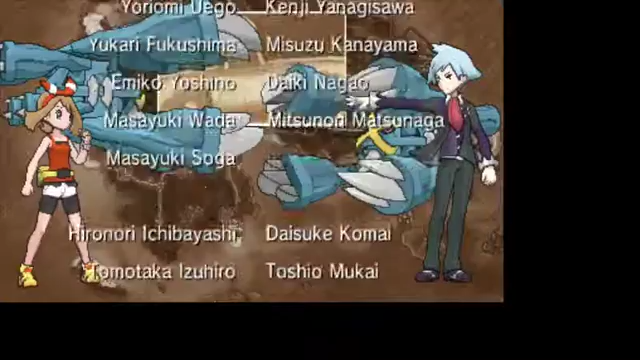 Yoriomi Uego Kenji Yanagisawa
Yukari Fukushima Misuzu Kanayama
Emiko Yoshino Daiki Nagao
Masayuki Wada Mitsunori Matsunaga
Masayuki Soga
Hironori Ichibayashi Daisuke Komai
Tomotaka Izuhiro Toshio Mukai